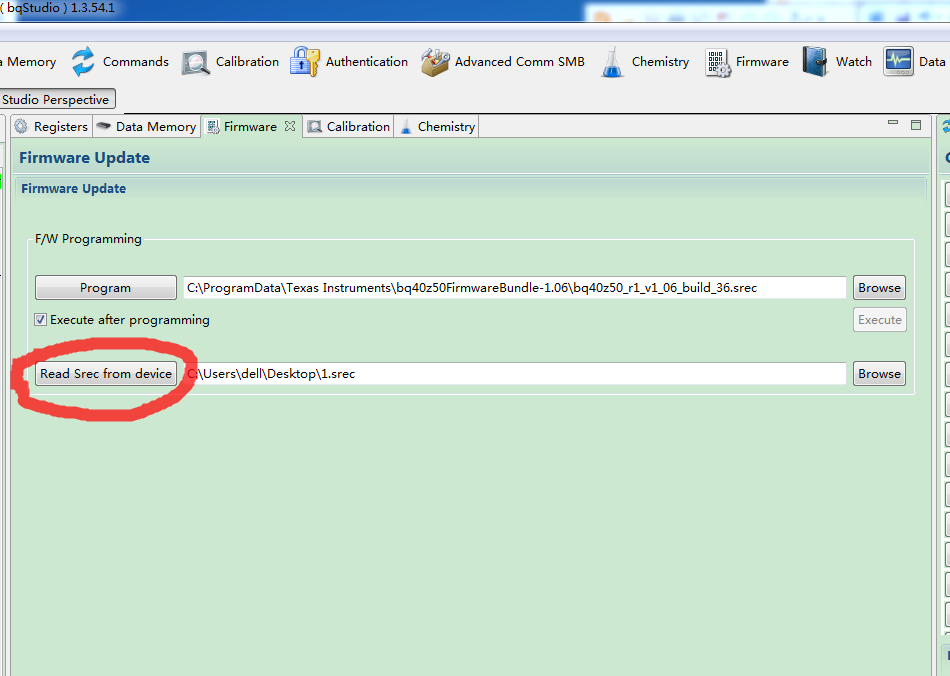 ( bqStudio ) 1.3.54.1
a Memory Commands Calibration Authentication Advanced Comm SMB Chemistry Firmware Watch Data
Studio Perspective
Registers Data Memory Firmware Calibration Chemistry
Firmware Update
Firmware Update
F/W Programming
Program C:\ProgramData\Texas Instruments\bq40z50FirmwareBundle-1.06\bq40z50_r1_v1_06_build_36.srec Browse
Execute after programming Execute
Read Srec from device C:\Users\dell\Desktop\1.srec Browse